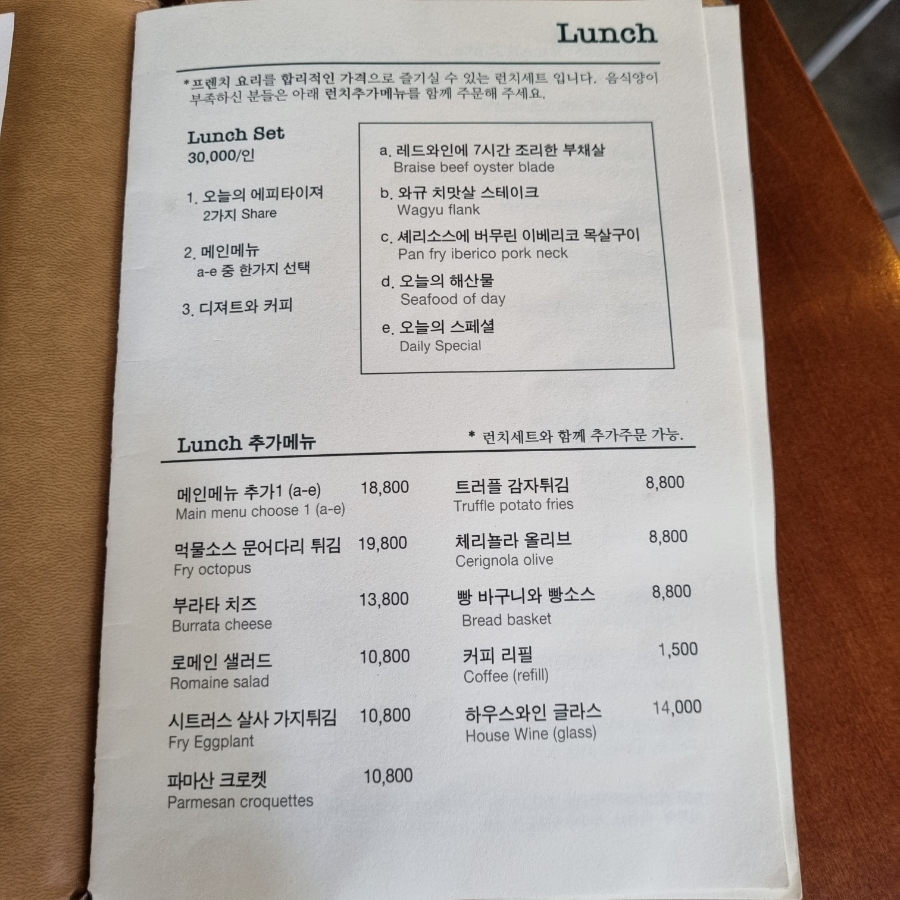 Lunch
*프렌치 요리를 합리적인 가격으로 즐기실 수 있는 런치세트 입니다. 음식양이
부족하신 분들은 아래 런치추가메뉴를 함께 주문해 주세요.
Lunch Set
30,000/인
1. 오늘의 에피타이져
2가지 Share
2. 메인메뉴
a-e 중 한가지 선택
3. 디져트와 커피
a. 레드와인에 7시간 조리한 부채살
Braise beef oyster blade
b. 와규 치맛살 스테이크
Wagyu flank
c. 셰리소스에 버무린 이베리코 목살구이
Pan fry iberico pork neck
d. 오늘의 해산물
Seafood of day
e. 오늘의 스페셜
Daily Special
Lunch 추가메뉴
* 런치세트와 함께 추가주문 가능.
메인메뉴 추가1 (a-e) 18,800
Main menu choose 1 (a-e)
먹물소스 문어다리 튀김 19,800
Fry octopus
부라타 치즈 13,800
Burrata cheese
로메인 샐러드 10,800
Romaine salad
시트러스 살사 가지튀김 10,800
Fry Eggplant
파마산 크로켓 10,800
Parmesan croquettes
트러플 감자튀김 8,800
Truffle potato fries
체리뇰라 올리브 8,800
Cerignola olive
빵 바구니와 빵소스 8,800
Bread basket
커피 리필 1,500
Coffee (refill)
하우스와인 글라스 14,000
House Wine (glass)